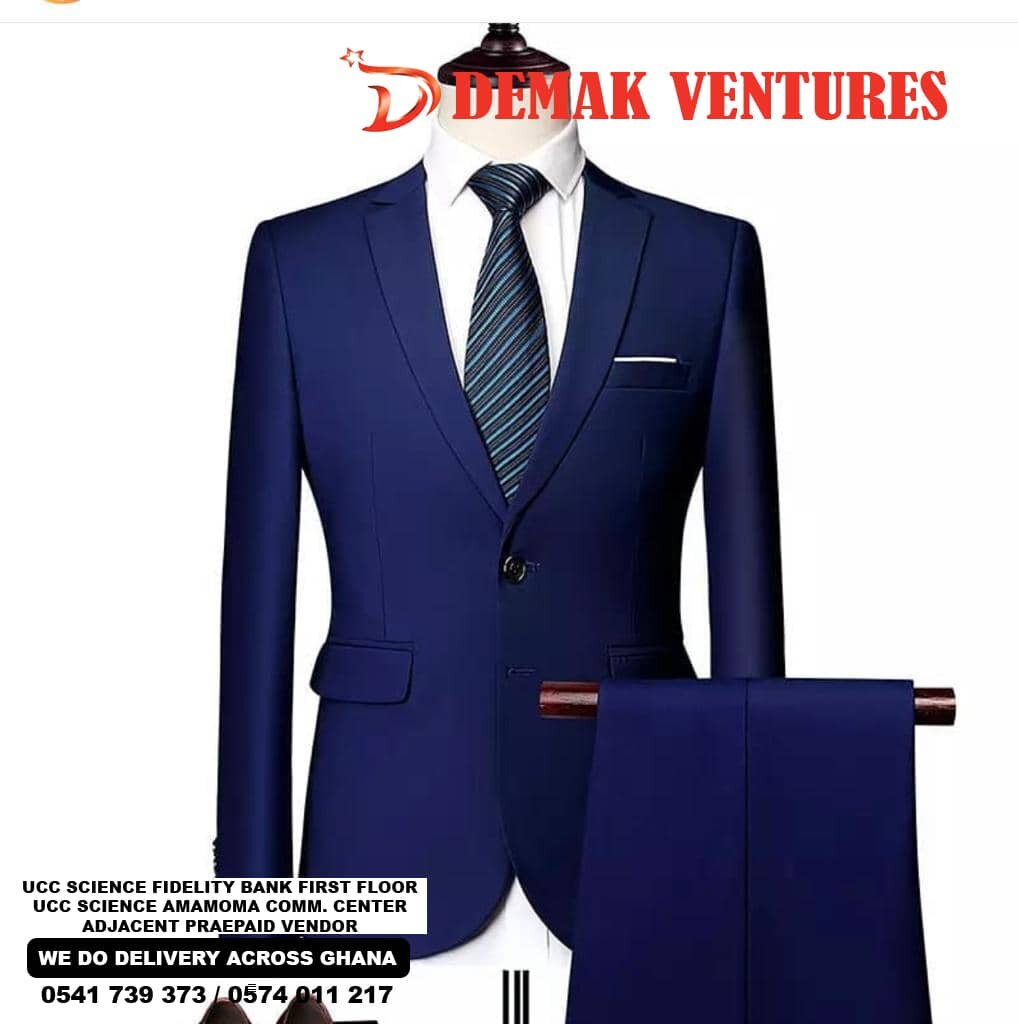 DEMAK VENTURES
UCC SCIENCE FIDELITY BANK FIRST FLOOR
UCC SCIENCE AMAMOMA COMM. CENTER
ADJACENT PRAEPAID VENDOR
WE DO DELIVERY ACROSS GHANA
0541 739 373 / 0574 011 217